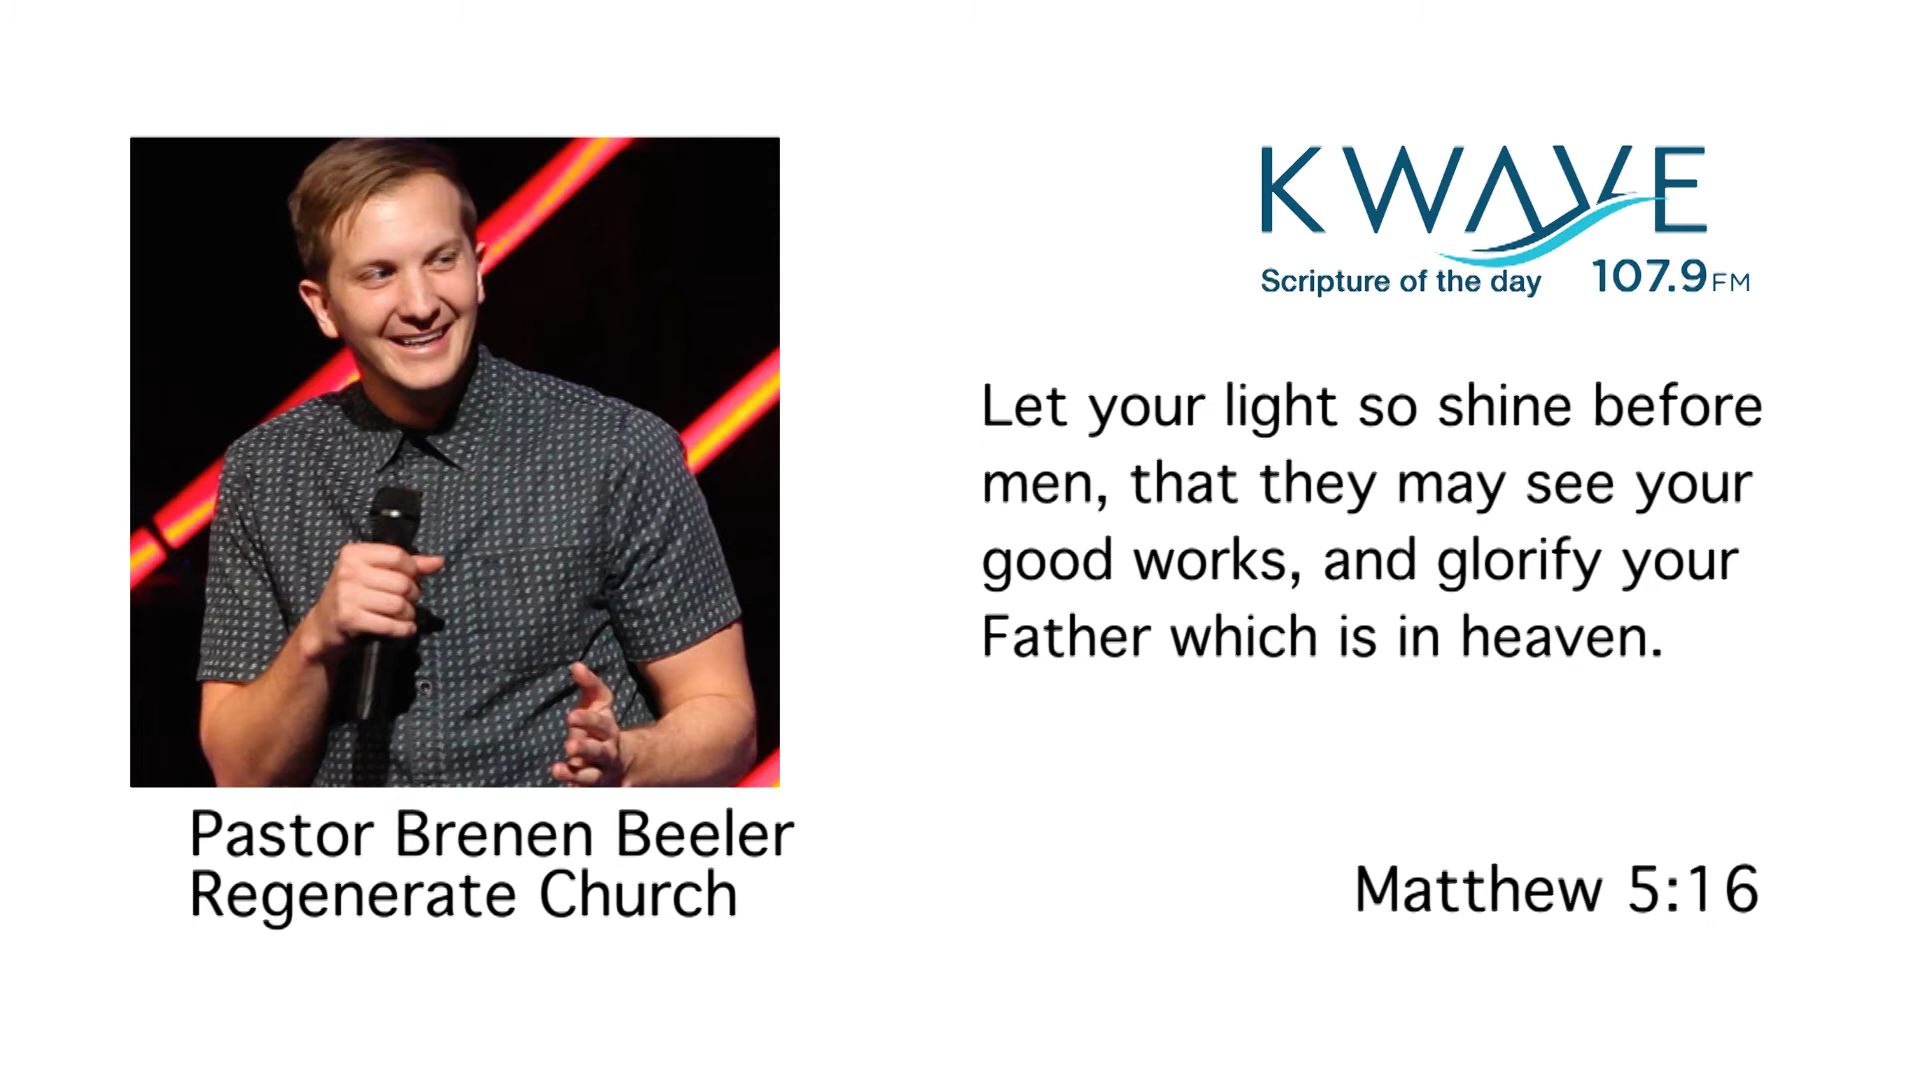 KWAVE
Scripture of the day 107.9FM
Let your light so shine before
men, that they may see your
good works, and glorify your
Father which is in heaven.
Pastor Brenen Beeler
Regenerate Church
Matthew 5:16